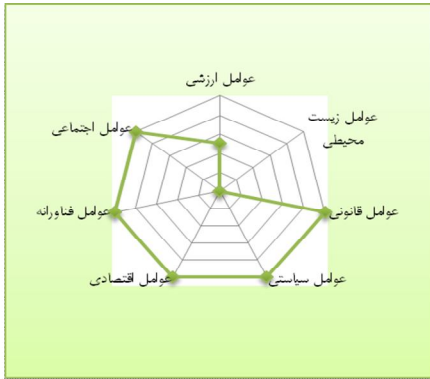 عوامل ارزشی
عوامل زیست
محیطی
عوامل قانونی
عوامل سیاستی
عوامل اقتصادی
عوامل فناورانه
عوامل اجتماعی